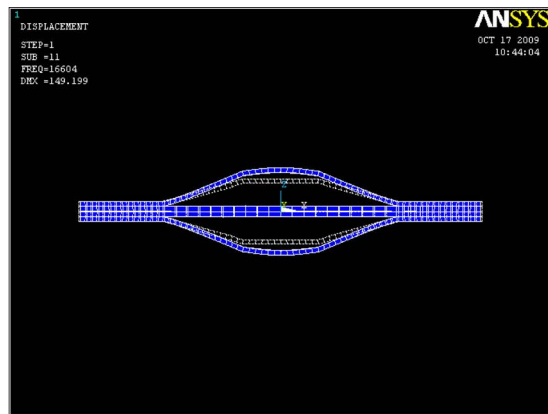 1
DISPLACEMENT
STEP=1
SUB =11
FREQ=16604
DMX =149.199
ANSYS
OCT 17 2009
10:44:04